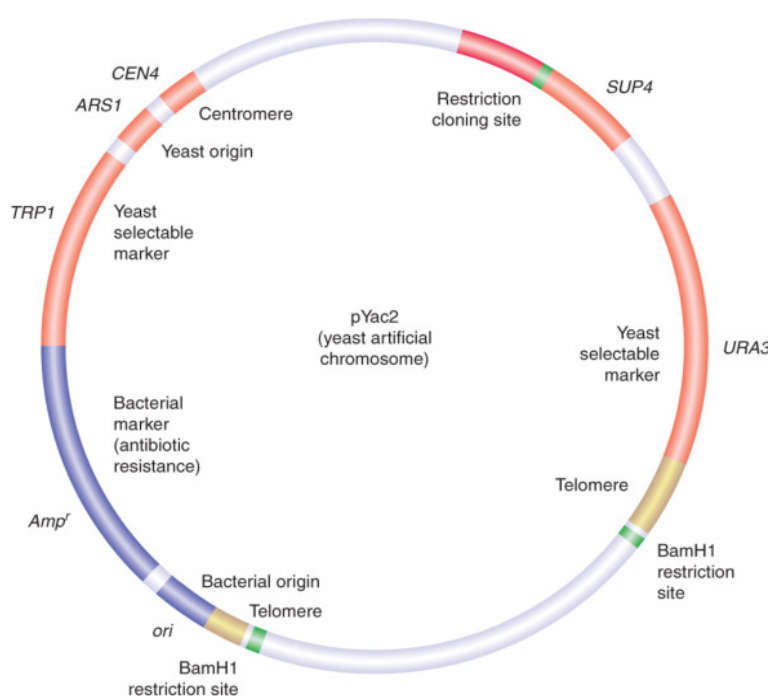 CEN4
ARS1
TRP1
Centromere
Yeast origin
Yeast
selectable
marker
Restriction
cloning site
SUP4
pYac2
(yeast artificial
chromosome)
Yeast
selectable
marker
URA3
Bacterial
marker
(antibiotic
resistance)
Telomere
BamH1
restriction
site
Ampr
Bacterial origin
Telomere
ori
BamH1
restriction site